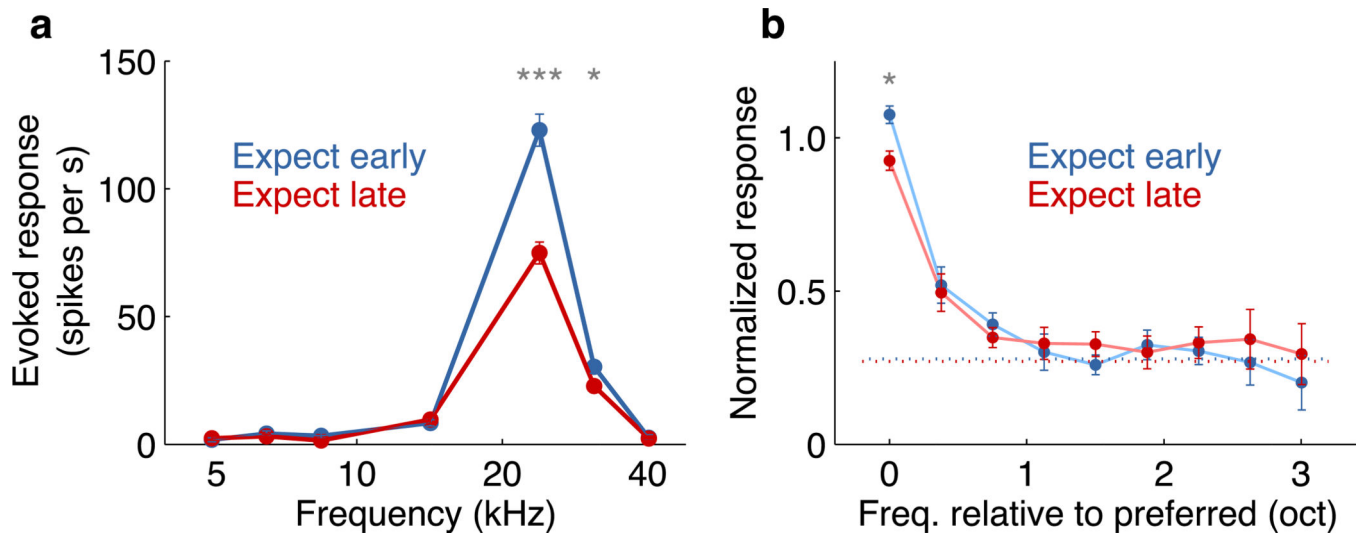 a
150
100
50
0
Evoked response
(spikes per s)
***
*
Expect early
Expect late
5
10
20
40
Frequency (kHz)
b
1.0
0.5
0
Normalized response
*
Expect early
Expect late
0
1
2
3
Freq. relative to preferred (oct)